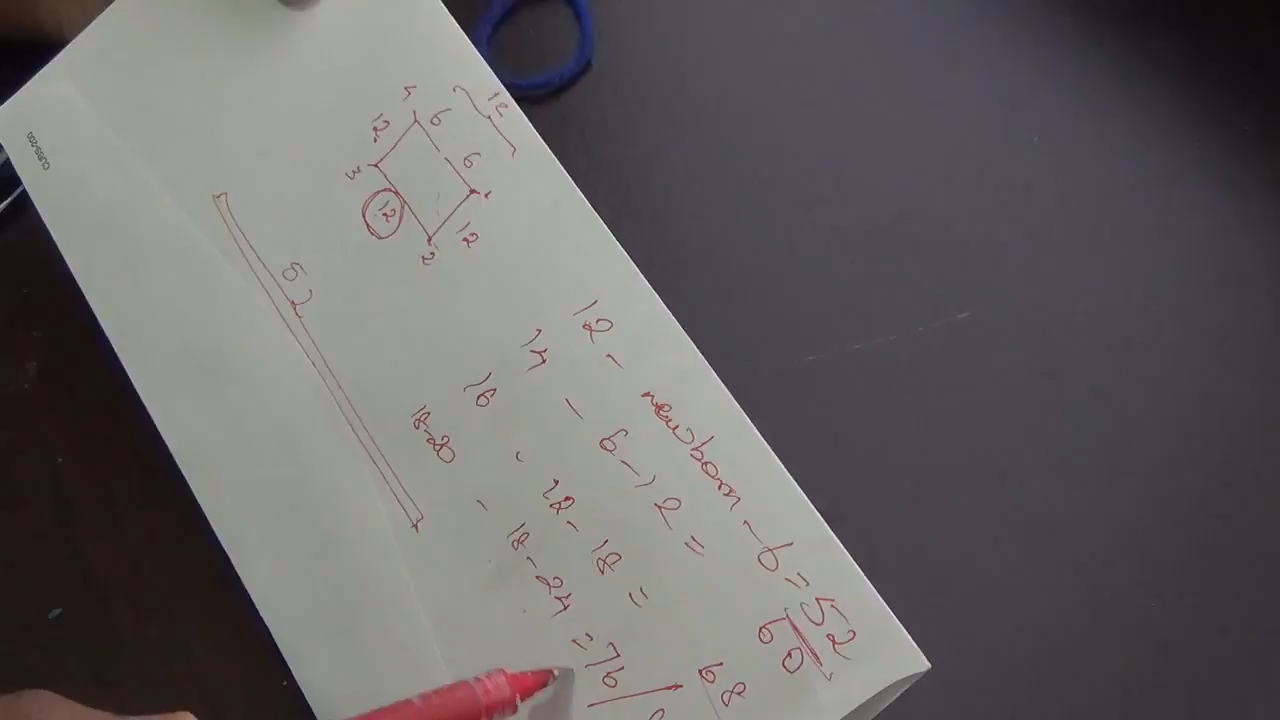 12
4
6
12
3
6
1
12
12
2
52
12 - newborn - 6 = 52
14 - 6-12 = 60
16 - 12-18 = 68
18-20 - 18-24 = 76